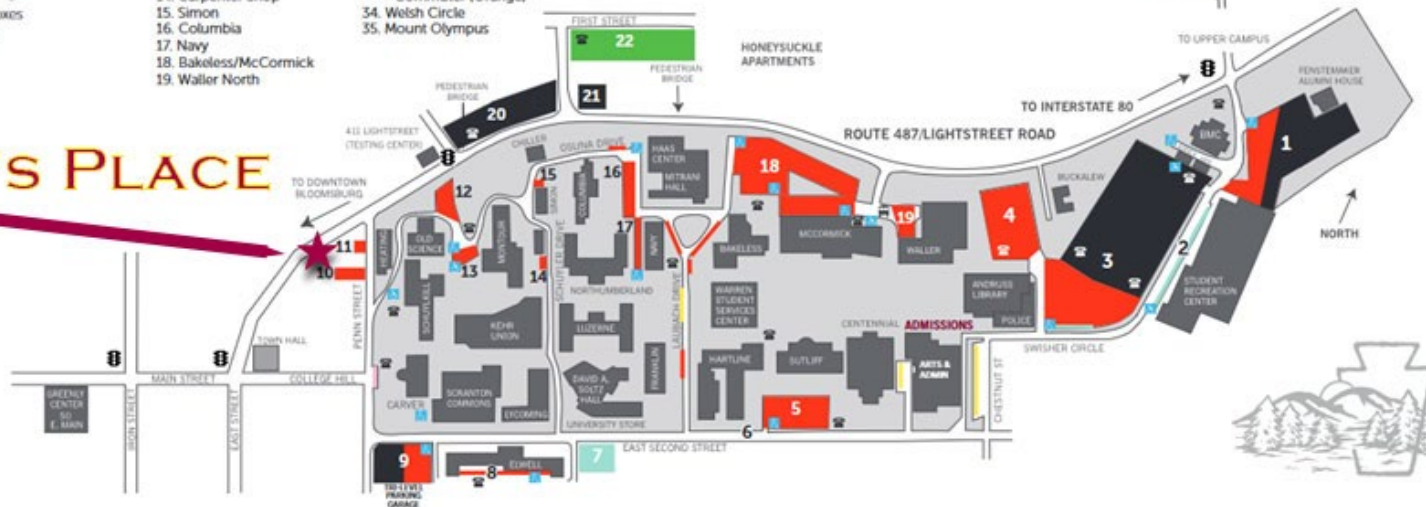 15. Simon
16. Columbia
17. Navy
18. Bakeless/McCormick
19. Waller North
34. Welsh Circle
35. Mount Olympus
S PLACE
FIRST STREET
22
HONEYSUCKLE
APARTMENTS
PEDESTRIAN
BRIDGE
PEDESTRIAN
BRIDGE
20
21
411 LIGHTSTREET
(TESTING CENTER)
TO UPPER CAMPUS
TO INTERSTATE 80
ROUTE 487/LIGHTSTREET ROAD
FENSTEMAKER
ALUMNI HOUSE
BMC
1
CHILLER
OSUNA DRIVE
HAAS
CENTER
MITRANI
HALL
18
TO DOWNTOWN
BLOOMSBURG
12
15
SIMON
COLUMBIA
16
BUCKALEW
4
19
NORTH
11
10
HEATING
OLD
SCIENCE
13
MONTOUR
14
SCHUYLER DRIVE
17
NAVY
BAKELESS
MCCORMICK
WALLER
3
2
STUDENT
RECREATION
CENTER
NORTHUMBERLAND
LAUBACH DRIVE
PENN STREET
SCHUYLKILL
KEHR
UNION
LUZERNE
WARREN
STUDENT
SERVICES
CENTER
ANDRUSS
LIBRARY
POLICE
CENTENNIAL
ADMISSIONS
SWISHER CIRCLE
TOWN HALL
MAIN STREET
COLLEGE HILL
GREENLY
CENTER
50
E. MAIN
IRON STREET
EAST STREET
CARVER
SCRANTON
COMMONS
LYCOMING
DAVID A.
SOLTZ
HALL
FRANKLIN
HARTLINE
SUTLIFF
ARTS &
ADMIN
CHESTNUT ST
UNIVERSITY STORE
5
6
EAST SECOND STREET
9
8
ELWELL
7
TRI-LEVEL
PARKING
GARAGE